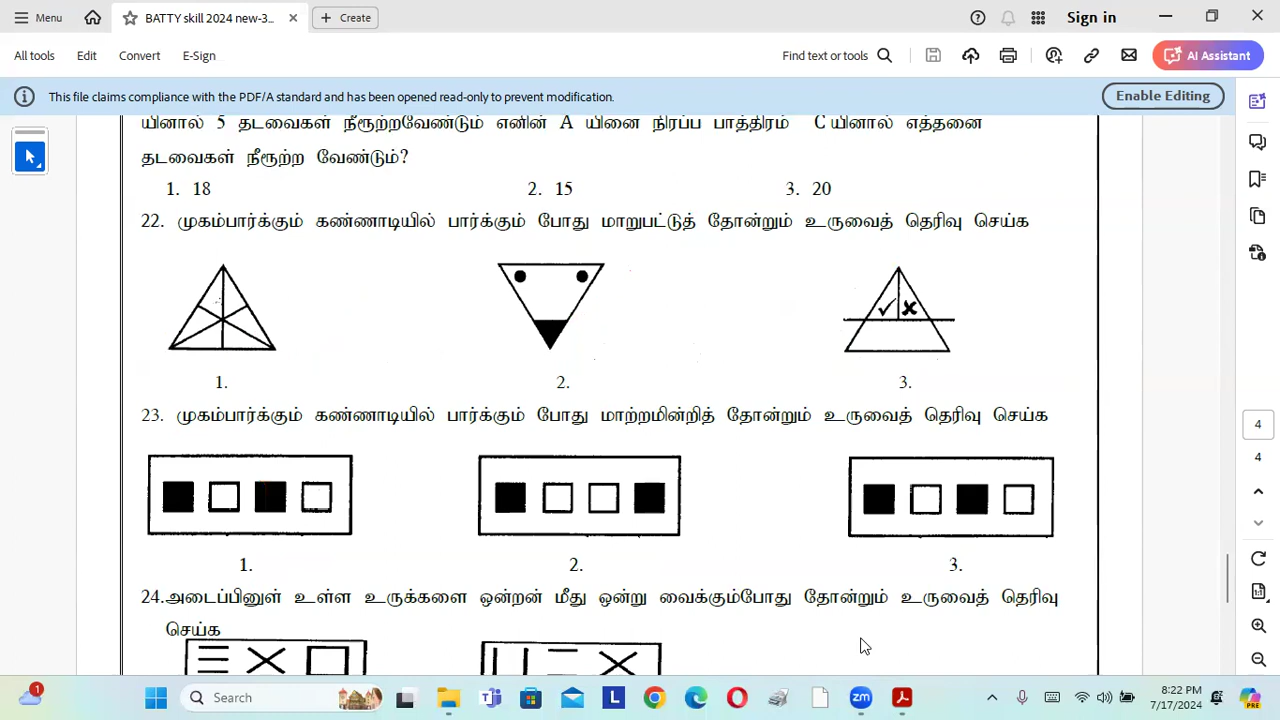 Menu
BATTY skill 2024 new-3...
Create
Sign in
All tools
Edit
Convert
E-Sign
Find text or tools
AI Assistant
This file claims compliance with the PDF/A standard and has been opened read-only to prevent modification.
Enable Editing
யினால் 5 தடவைகள் நீரூற்றவேண்டும் எனின் A யினை நிரப்ப பாத்திரம் C யினால் எத்தனை
தடவைகள் நீரூற்ற வேண்டும்?
1. 18 2. 15 3. 20
22. முகம்பார்க்கும் கண்ணாடியில் பார்க்கும் போது மாறுபட்டுத் தோன்றும் உருவைத் தெரிவு செய்க
1. 2. 3.
23. முகம்பார்க்கும் கண்ணாடியில் பார்க்கும் போது மாற்றமின்றித் தோன்றும் உருவைத் தெரிவு செய்க
1. 2. 3.
24.அடைப்பினுள் உள்ள உருக்களை ஒன்றன் மீது ஒன்று வைக்கும்போது தோன்றும் உருவைத் தெரிவு
செய்க
4
4
1
Search
8:22 PM
7/17/2024